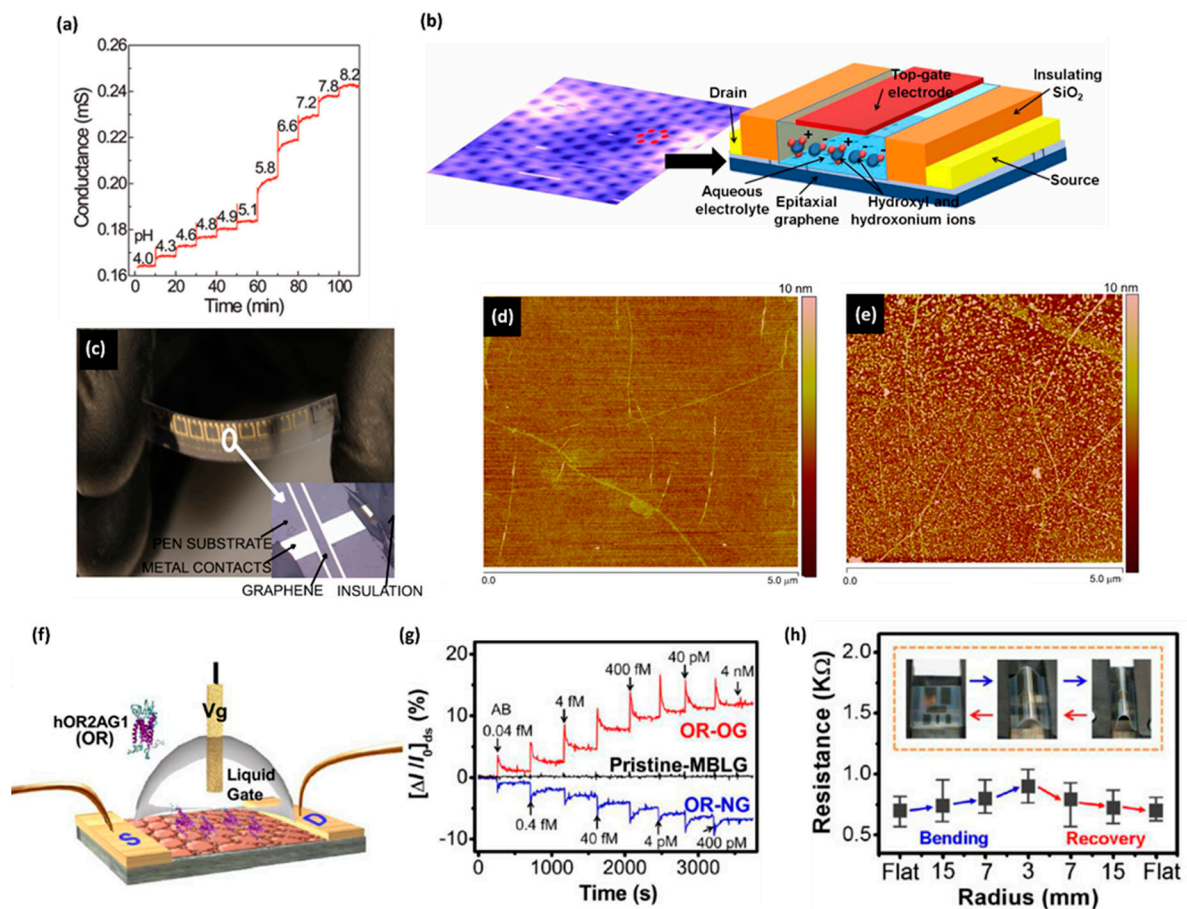 (a)
0.26
0.24
0.22
0.20
0.18
0.16
Conductance (mS)
pH
4.0
4.3
4.6
4.8
4.9
5.1
5.8
6.6
7.2
7.8
8.2
0 20 40 60 80 100
Time (min)
(b)
Drain
Top-gate
electrode
Insulating
SiO2
Aqueous
electrolyte
Epitaxial
graphene
Hydroxyl and
hydroxonium ions
Source
+ - + -
(c)
PEN SUBSTRATE
METAL CONTACTS
GRAPHENE INSULATION
(d)
10 nm
0.0 5.0 μm
(e)
10 nm
0.0 5.0 μm
(f)
hOR2AG1
(OR)
Vg
Liquid
Gate
S
D
(g)
20
10
0
-10
[ΔI/I0]ds (%)
AB
0.04 fM
4 fM
400 fM
40 pM
4 nM
OR-OG
Pristine-MBLG
OR-NG
0.4 fM
40 fM
4 pM
400 pM
0 1000 2000 3000
Time (s)
(h)
2.0
1.5
1.0
0.5
Resistance (KΩ)
Bending
Recovery
Flat 15 7 3 7 15 Flat
Radius (mm)